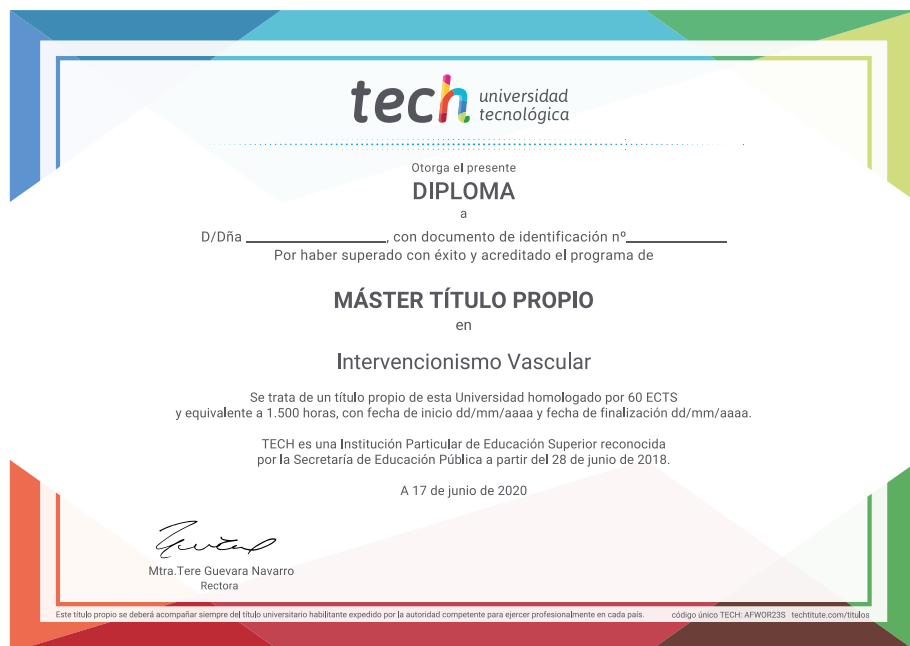 tech universidad
tecnológica
Otorga el presente
DIPLOMA
a
D/Dña ____________, con documento de identificación nº____________
Por haber superado con éxito y acreditado el programa de
MÁSTER TÍTULO PROPIO
en
Intervencionismo Vascular
Se trata de un título propio de esta Universidad homologado por 60 ECTS
y equivalente a 1.500 horas, con fecha de inicio dd/mm/aaaa y fecha de finalización dd/mm/aaaa.
TECH es una Institución Particular de Educación Superior reconocida
por la Secretaría de Educación Pública a partir del 28 de junio de 2018.
A 17 de junio de 2020
Mtra.Tere Guevara Navarro
Rectora
Este título propio se deberá acompañar siempre del título universitario habilitante expedido por la autoridad competente para ejercer profesionalmente en cada país. código único TECH: AFWOR23S techtitute.com/titulos